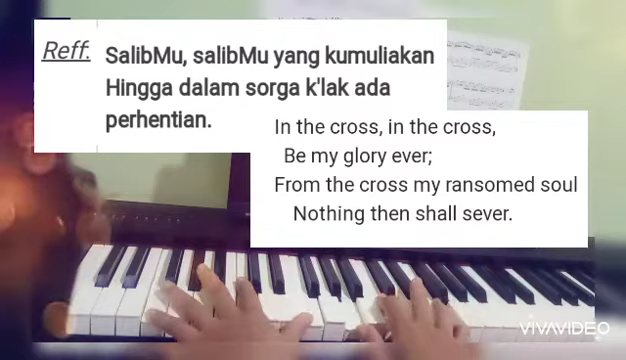 Reff:
SalibMu, salibMu yang kumuliakan
Hingga dalam sorga k'lak ada
perhentian.
In the cross, in the cross,
Be my glory ever;
From the cross my ransomed soul
Nothing then shall sever.
VIVAVIDEO